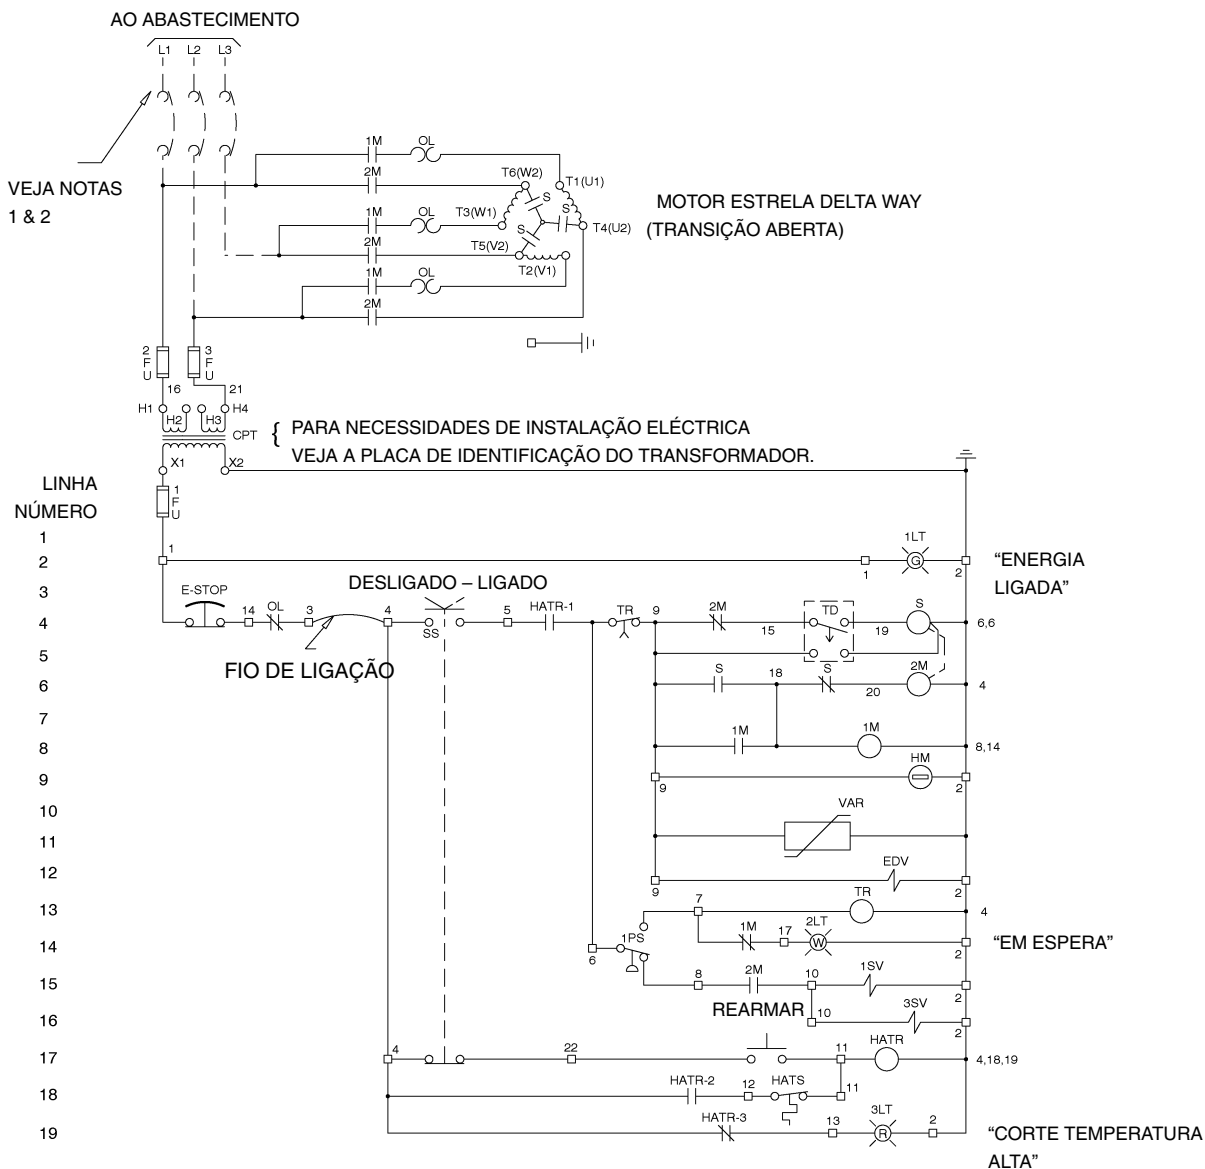 AO ABASTECIMENTO
L1 L2 L3
1M OL
2M T6(W2) T1(U1)
VEJA NOTAS
1 & 2
S
S
1M OL T3(W1)
S
T4(U2)
MOTOR ESTRELA DELTA WAY
(TRANSIÇÃO ABERTA)
2M T5(V2)
1M OL T2(V1)
2M
2 F U 3 F U
16 21
H1 H2 H3 H4
CPT { PARA NECESSIDADES DE INSTALAÇÃO ELÉCTRICA
VEJA A PLACA DE IDENTIFICAÇÃO DO TRANSFORMADOR.
X1 X2
LINHA
NÚMERO
1 F U
1
1LT
2 1 1 G 2 “ENERGIA
LIGADA”
3 E-STOP DESLIGADO – LIGADO
4 14 OL 3 4 SS 5 HATR-1 TR 9 2M 15 TD 19 S 6,6
FIO DE LIGAÇÃO
5
6 S 18 S 20 2M 4
7
8 1M 1M 8,14
9 9 HM 2
10
11 VAR
12 9 EDV 2
13 7 TR 4
14 6 1PS 1M 17 2LT W 2 “EM ESPERA”
15 8 2M 10 1SV 2
REARMAR
16 10 3SV 2
17 4 22 11 HATR 4,18,19
18 HATR-2 12 HATS 11
19 HATR-3 13 3LT R 2 “CORTE TEMPERATURA
ALTA”